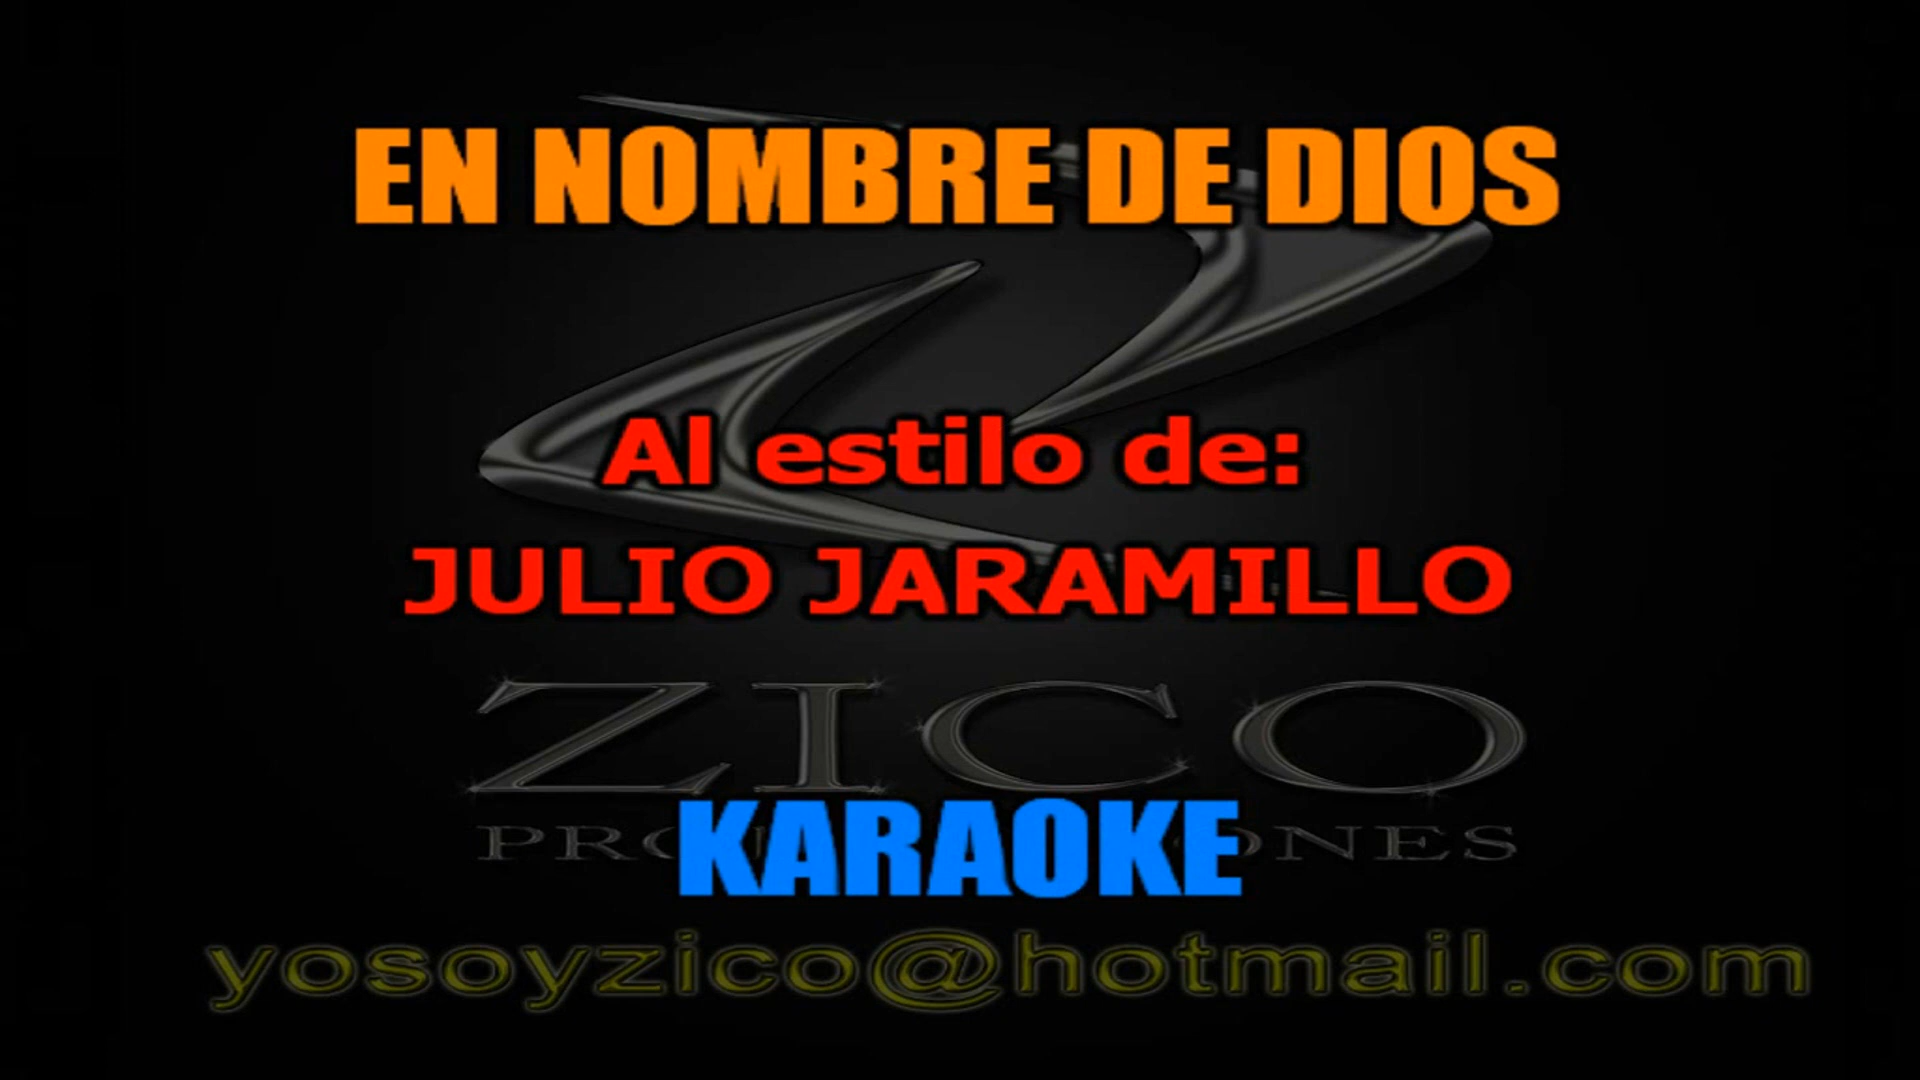 EN NOMBRE DE DIOS
Al estilo de:
JULIO JARAMILLO
ZICO
KARAOKE
yosoyzico@hotmail.com